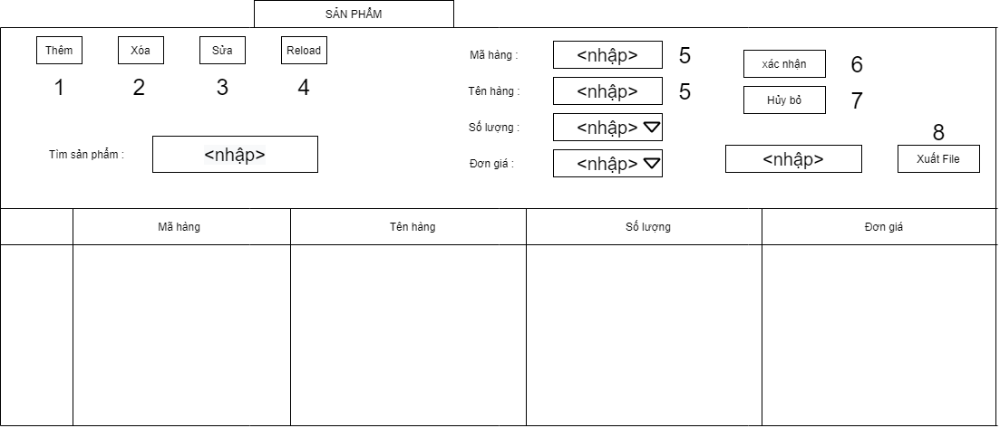 SẢN PHẨM
Thêm
Xóa
Sửa
Reload
1
2
3
4
Tìm sản phẩm :
<nhập>
Mã hàng :
<nhập>
5
Tên hàng :
<nhập>
5
Số lượng :
<nhập>
Đơn giá :
<nhập>
xác nhận
6
Hủy bỏ
7
8
<nhập>
Xuất File
Mã hàng
Tên hàng
Số lượng
Đơn giá